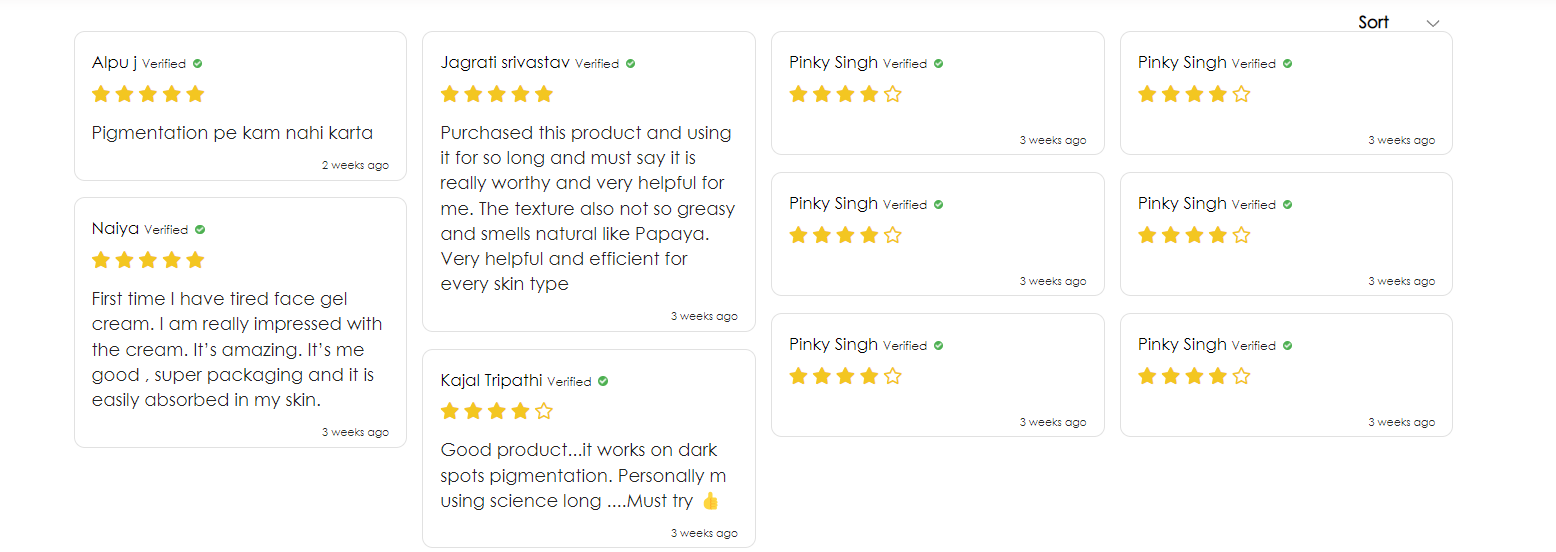 Sort
Alpu j Verified
Pigmentation pe kam nahi karta
2 weeks ago
Naiya Verified
First time I have tired face gel
cream. I am really impressed with
the cream. It’s amazing. It’s me
good , super packaging and it is
easily absorbed in my skin.
3 weeks ago
Jagrati srivastav Verified
Purchased this product and using
it for so long and must say it is
really worthy and very helpful for
me. The texture also not so greasy
and smells natural like Papaya.
Very helpful and efficient for
every skin type
3 weeks ago
Kajal Tripathi Verified
Good product...it works on dark
spots pigmentation. Personally m
using science long ....Must try 👍
3 weeks ago
Pinky Singh Verified
3 weeks ago
Pinky Singh Verified
3 weeks ago
Pinky Singh Verified
3 weeks ago
Pinky Singh Verified
3 weeks ago
Pinky Singh Verified
3 weeks ago
Pinky Singh Verified
3 weeks ago